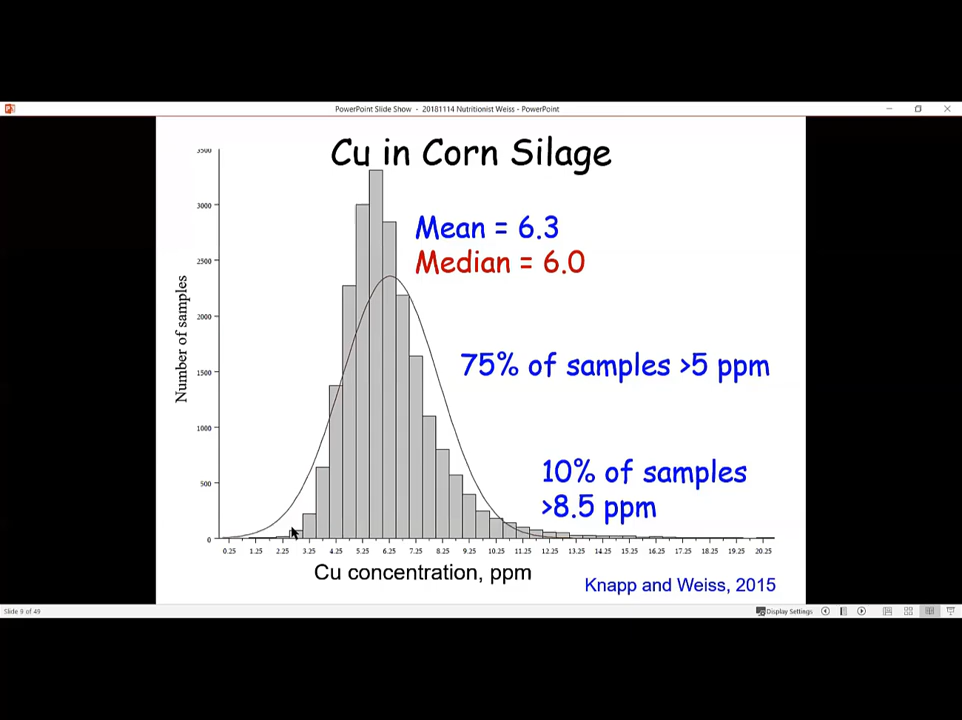 PowerPoint Slide Show - 20181114 Nutritionist Weiss - PowerPoint
Cu in Corn Silage
3500
3000
2500
2000
1500
1000
500
0
Number of samples
Mean = 6.3
Median = 6.0
75% of samples >5 ppm
10% of samples
>8.5 ppm
0.25 1.25 2.25 3.25 4.25 5.25 6.25 7.25 8.25 9.25 10.25 11.25 12.25 13.25 14.25 15.25 16.25 17.25 18.25 19.25 20.25
Cu concentration, ppm
Knapp and Weiss, 2015
Slide 9 of 49
Display Settings